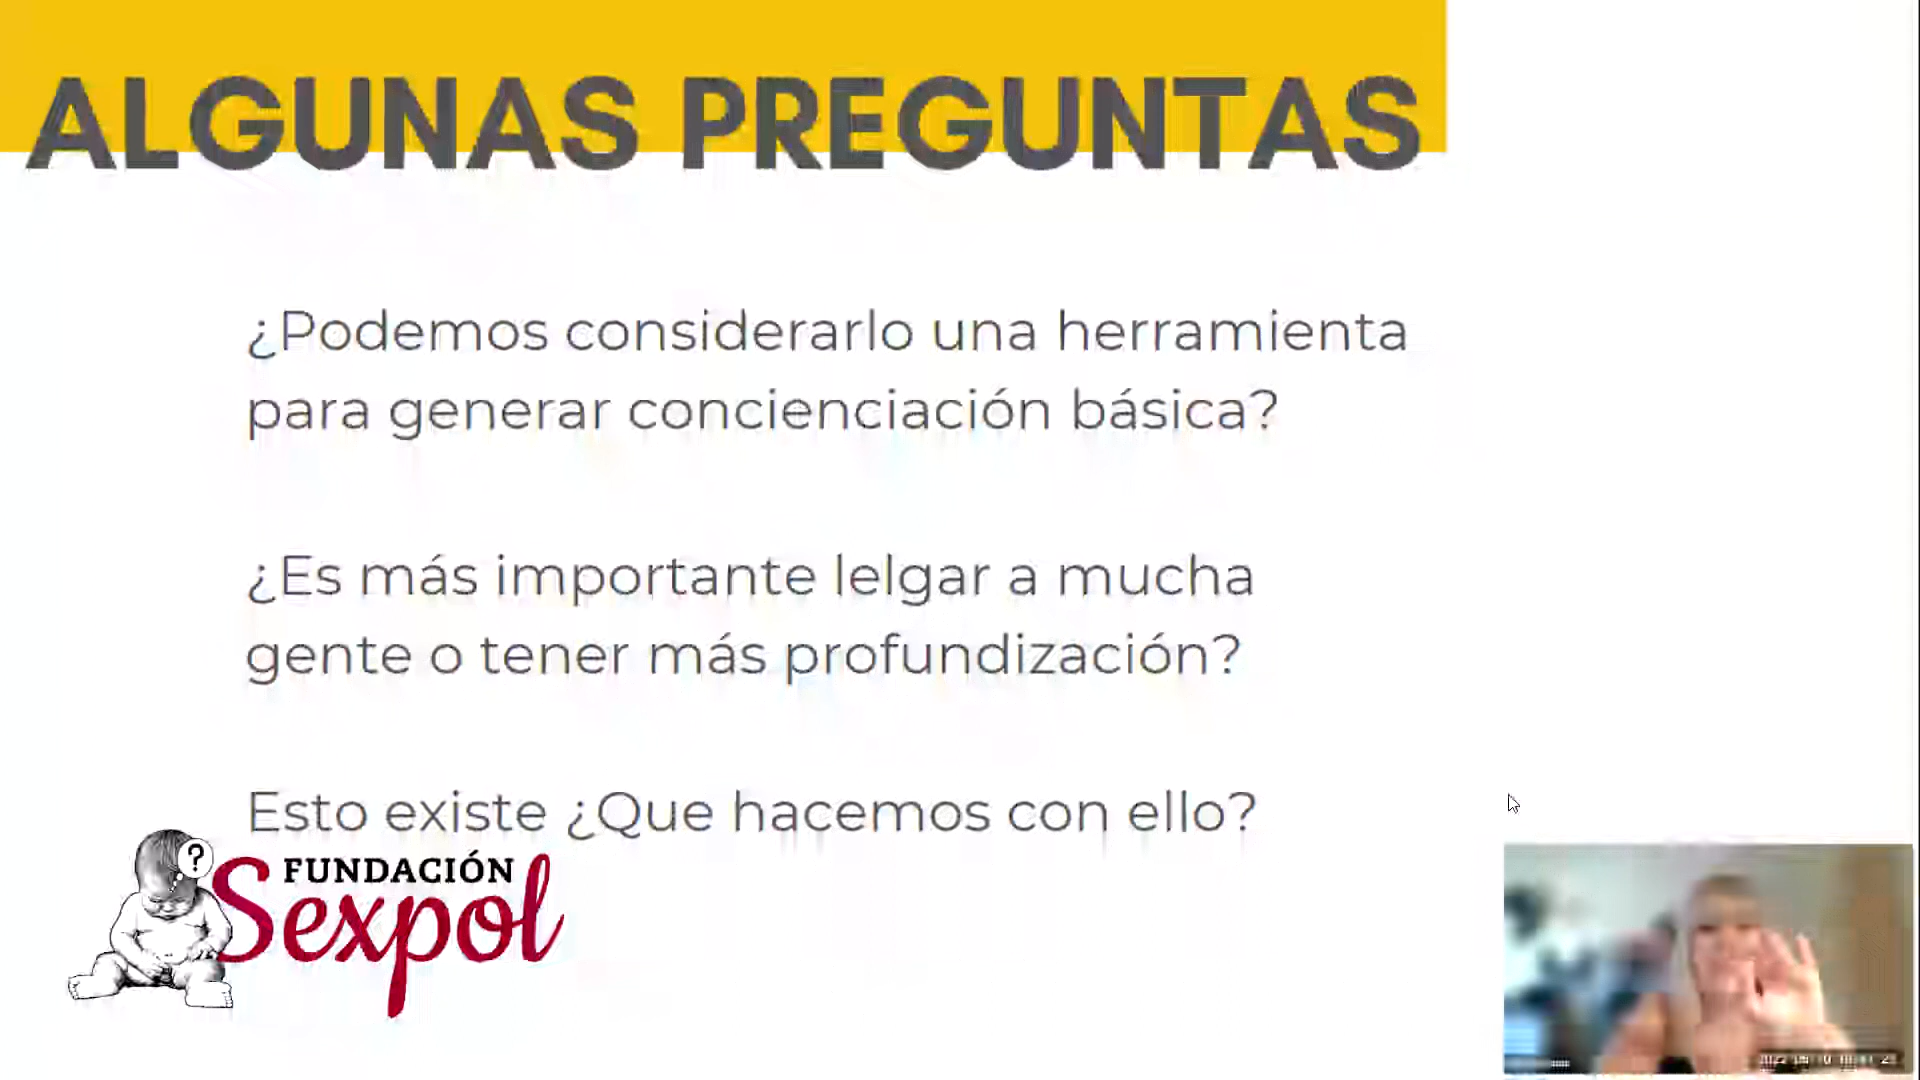 ALGUNAS PREGUNTAS
¿Podemos considerarlo una herramienta
para generar concienciación básica?
¿Es más importante lelgar a mucha
gente o tener más profundización?
Esto existe ¿Que hacemos con ello?
?
FUNDACIÓN
Sexpol